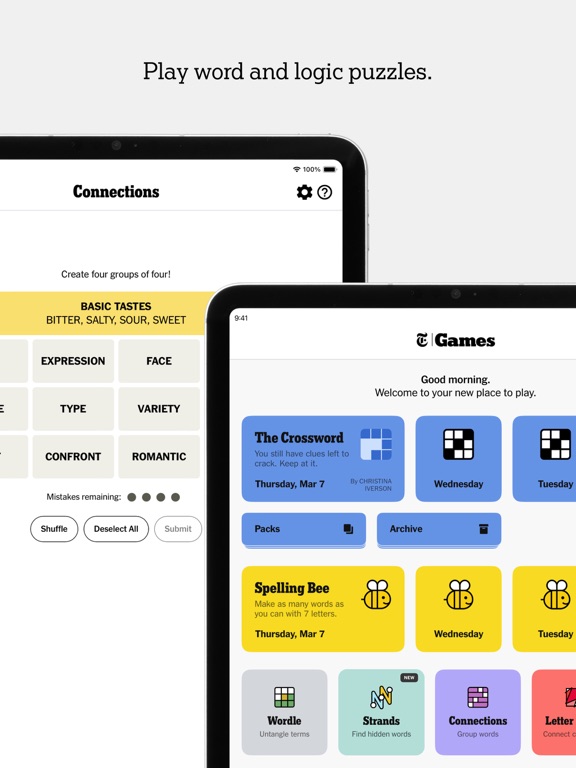 Play word and logic puzzles.
100%
Connections
Create four groups of four!
BASIC TASTES
BITTER, SALTY, SOUR, SWEET
EXPRESSION
FACE
TYPE
VARIETY
CONFRONT
ROMANTIC
Mistakes remaining:
Shuffle
Deselect All
Submit
9:41
T Games
Good morning.
Welcome to your new place to play.
The Crossword
You still have clues left to
crack. Keep at it.
Thursday, Mar 7
By CHRISTINA
IVERSON
Wednesday
Tuesday
Packs
Archive
Spelling Bee
Make as many words as
you can with 7 letters.
Thursday, Mar 7
Wednesday
Tuesday
Wordle
Untangle terms
NEW
Strands
Find hidden words
Connections
Group words
Letter
Connect